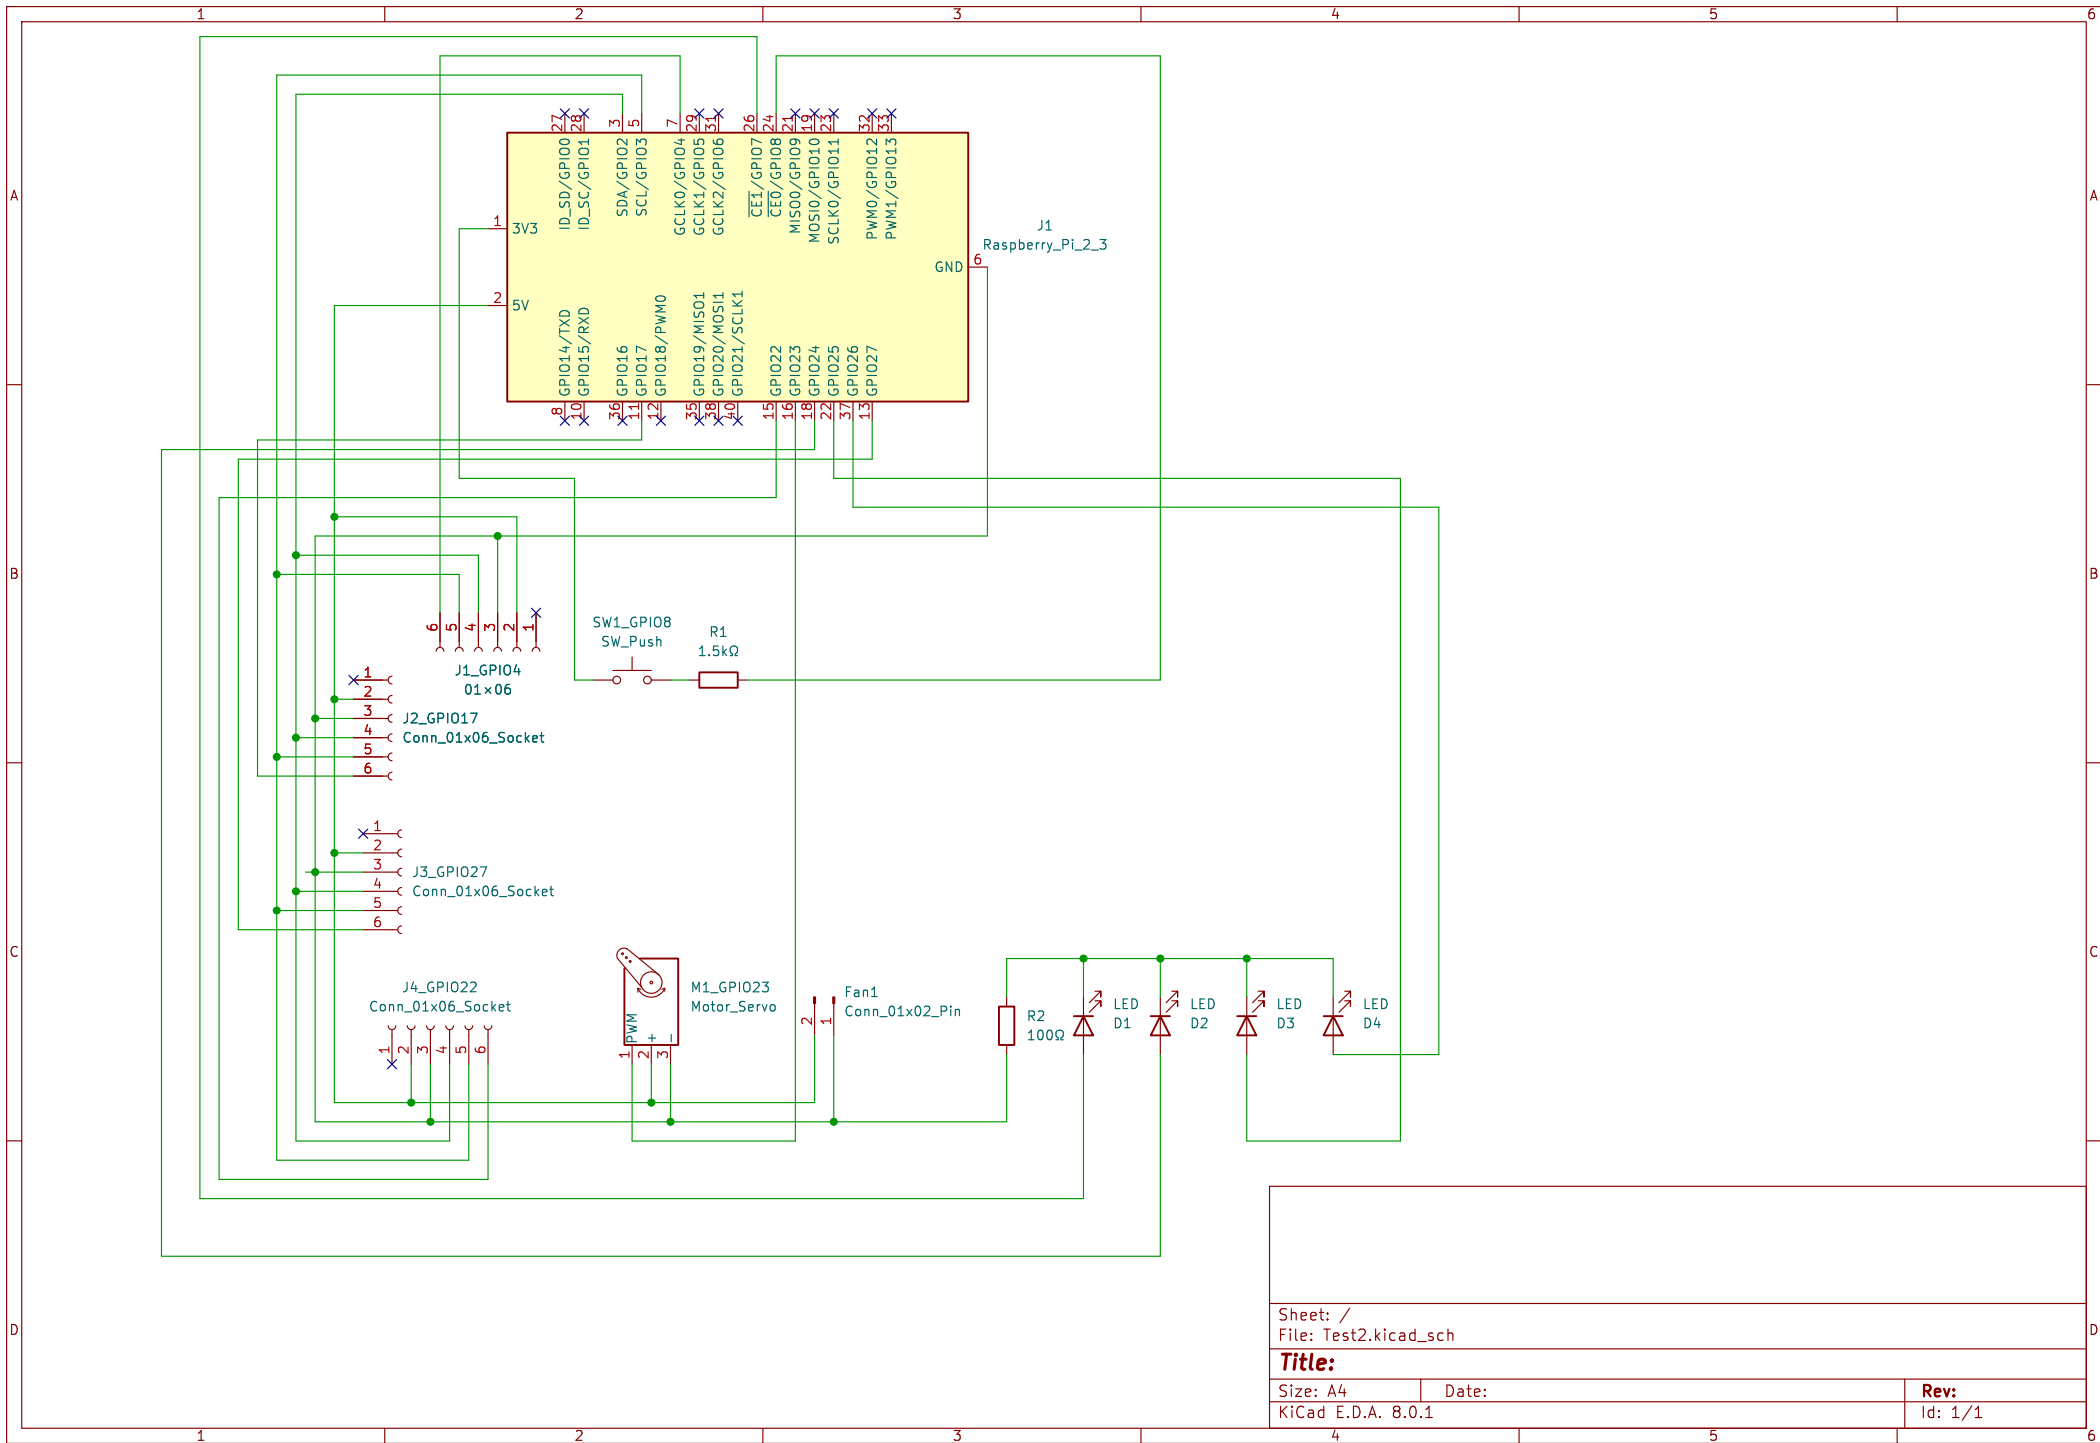 1 2 3 4 5 6
A
B
C
D
A
B
C
D
1 2 3 4 5 6
27 28 3 5 7 29 31 26 24 21 19 23 32 33
ID_SD/GPIO0
ID_SC/GPIO1
SDA/GPIO2
SCL/GPIO3
GCLK0/GPIO4
GCLK1/GPIO5
GCLK2/GPIO6
CE1/GPIO7
CE0/GPIO8
MISO0/GPIO9
MOSI0/GPIO10
SCLK0/GPIO11
PWM0/GPIO12
PWM1/GPIO13
1 3V3
2 5V
GND 6
J1
Raspberry_Pi_2_3
GPIO14/TXD
GPIO15/RXD
GPIO16
GPIO17
GPIO18/PWM0
GPIO19/MISO1
GPIO20/MOSI1
GPIO21/SCLK1
GPIO22
GPIO23
GPIO24
GPIO25
GPIO26
GPIO27
8 10 36 11 12 35 38 40 15 16 18 22 37 13
6 5 4 3 2 1
J1_GPIO4
01x06
SW1_GPIO8
SW_Push
R1
1.5kΩ
1
2
3
4
5
6
J2_GPIO17
Conn_01x06_Socket
1
2
3
4
5
6
J3_GPIO27
Conn_01x06_Socket
J4_GPIO22
Conn_01x06_Socket
1 2 3 4 5 6
M1_GPIO23
Motor_Servo
PWM + −
1 2 3
Fan1
Conn_01x02_Pin
2 1
R2
100Ω
LED
D1
LED
D2
LED
D3
LED
D4
Sheet: /
File: Test2.kicad_sch
Title:
Size: A4 Date: Rev:
KiCad E.D.A. 8.0.1 Id: 1/1